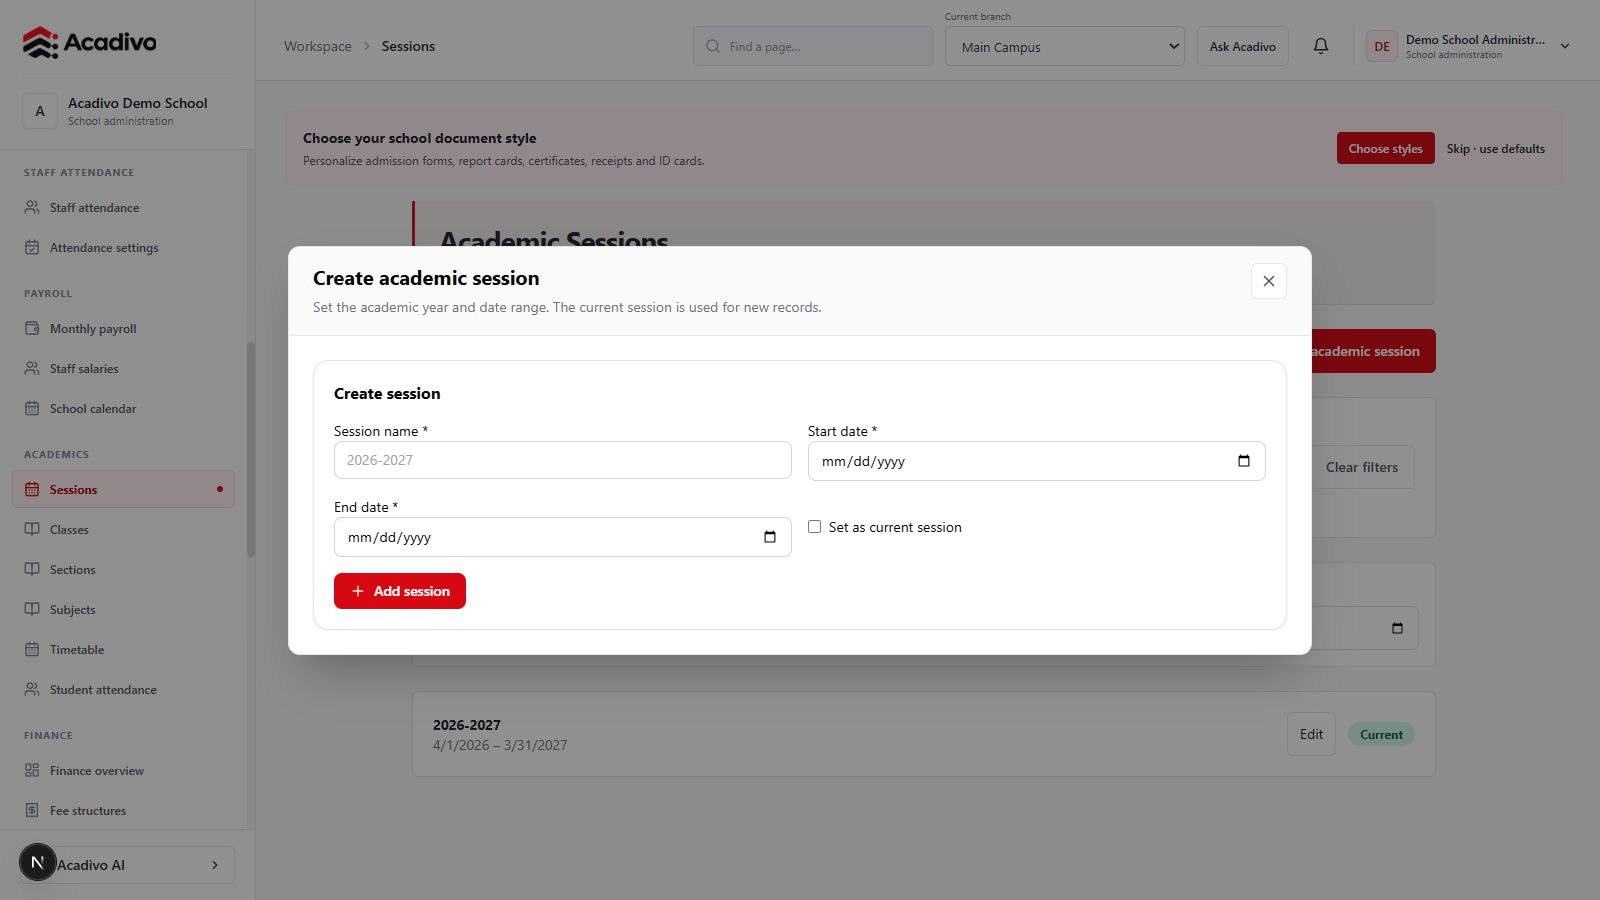 Acadivo
Acadivo Demo School
School administration
A
STAFF ATTENDANCE
Staff attendance
Attendance settings
PAYROLL
Monthly payroll
Staff salaries
School calendar
ACADEMICS
Sessions
Classes
Sections
Subjects
Timetable
Student attendance
FINANCE
Finance overview
Fee structures
N
Acadivo AI
Workspace > Sessions
Find a page...
Current branch
Main Campus
Ask Acadivo
DE
Demo School Administr...
School administration
Choose your school document style
Personalize admission forms, report cards, certificates, receipts and ID cards.
Choose styles
Skip · use defaults
Academic Sessions
academic session
Clear filters
Create academic session
Set the academic year and date range. The current session is used for new records.
Create session
Session name *
2026-2027
Start date *
mm/dd/yyyy
End date *
mm/dd/yyyy
Set as current session
+ Add session
2026-2027
4/1/2026 – 3/31/2027
Edit
Current